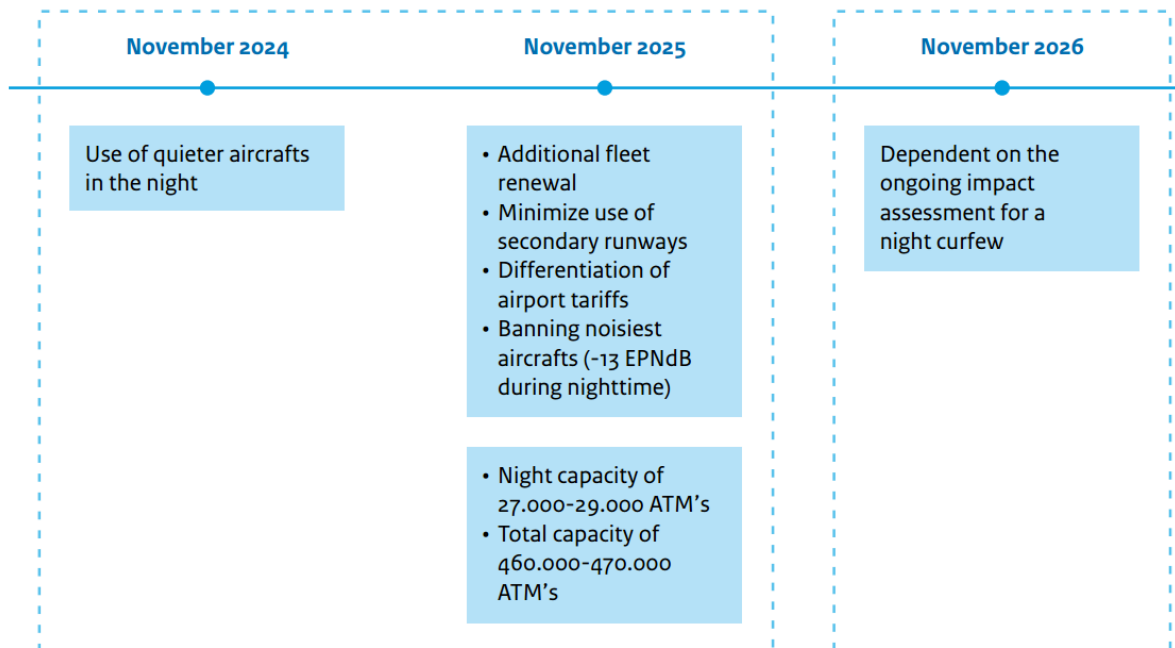 November 2024
November 2025
November 2026
Use of quieter aircrafts
in the night
• Additional fleet
renewal
• Minimize use of
secondary runways
• Differentiation of
airport tariffs
• Banning noisiest
aircrafts (-13 EPNdB
during nighttime)
• Night capacity of
27.000-29.000 ATM's
• Total capacity of
460.000-470.000
ATM's
Dependent on the
ongoing impact
assessment for a
night curfew